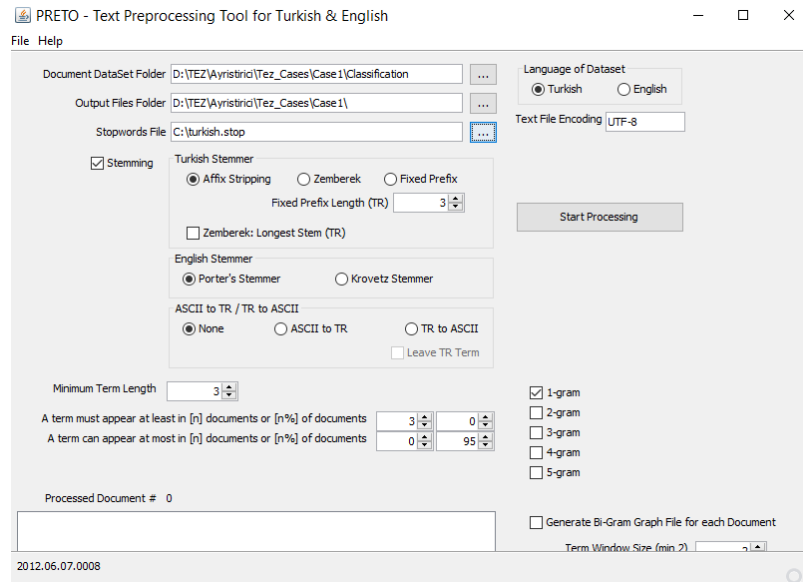 PRETO - Text Preprocessing Tool for Turkish & English
File Help
Document DataSet Folder D:\TEZ\Ayristirici\Tez_Cases\Case1\Classification ...
Output Files Folder D:\TEZ\Ayristirici\Tez_Cases\Case1\ ...
Stopwords File C:\turkish.stop ...
Language of Dataset
Turkish English
Text File Encoding UTF-8
Stemming
Turkish Stemmer
Affix Stripping Zemberek Fixed Prefix
Fixed Prefix Length (TR) 3
Zemberek: Longest Stem (TR)
Start Processing
English Stemmer
Porter's Stemmer Krovetz Stemmer
ASCII to TR / TR to ASCII
None ASCII to TR TR to ASCII
Leave TR Term
Minimum Term Length 3
A term must appear at least in [n] documents or [n%] of documents 3 0
A term can appear at most in [n] documents or [n%] of documents 0 95
1-gram
2-gram
3-gram
4-gram
5-gram
Processed Document # 0
Generate Bi-Gram Graph File for each Document
Term Window Size (min 2)
2012.06.07.0008